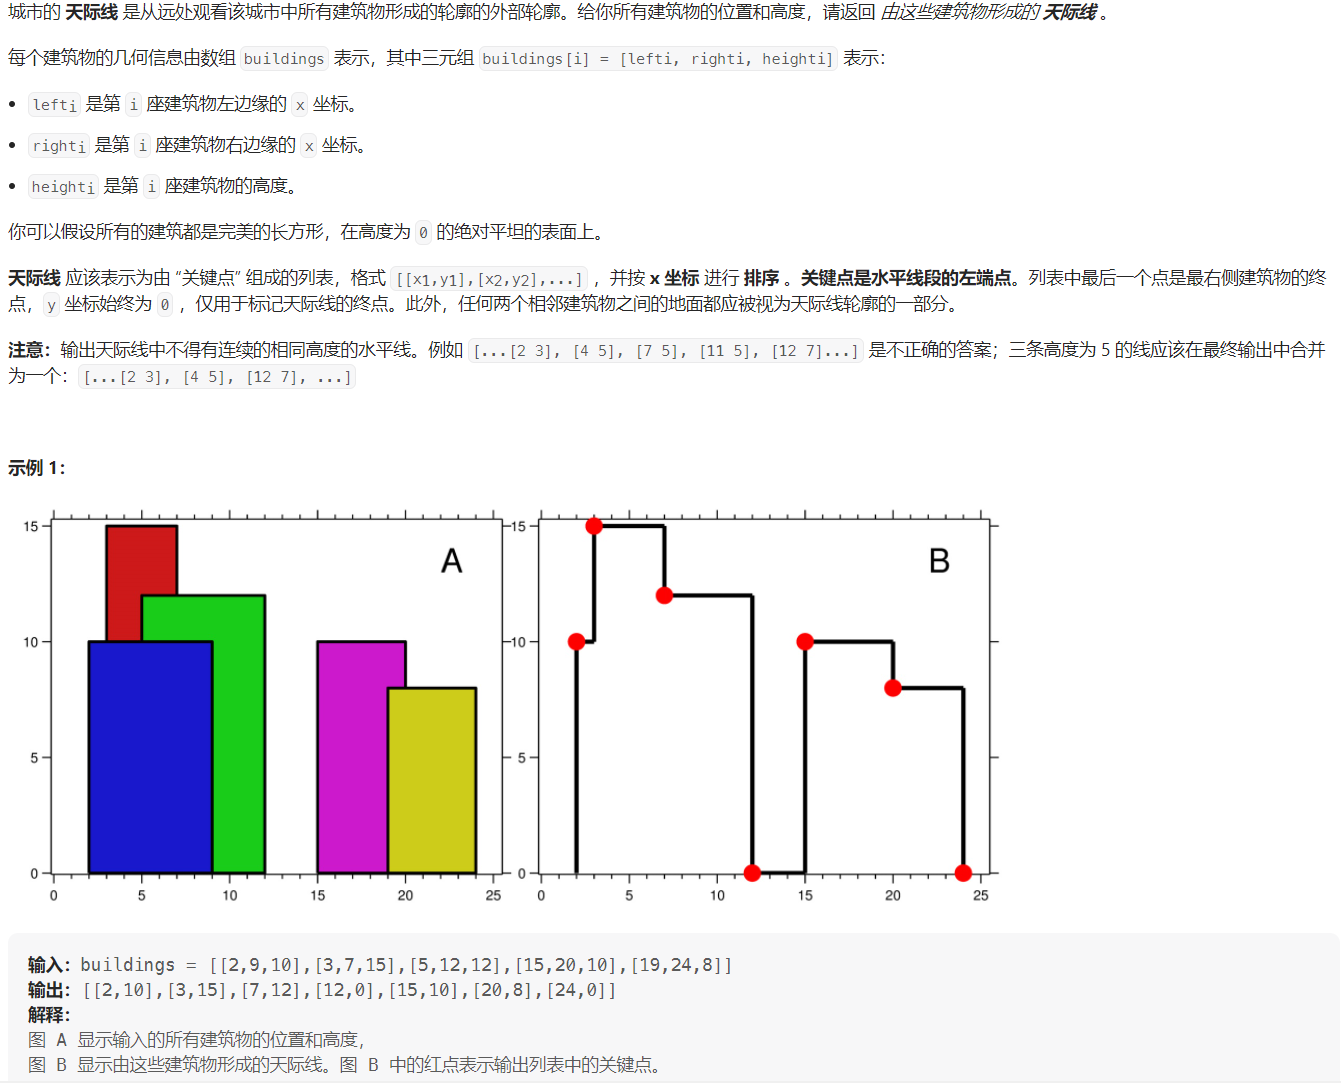 城市的 天际线 是从远处观看该城市中所有建筑物形成的轮廓的外部轮廓。给你所有建筑物的位置和高度，请返回 由这些建筑物形成的 天际线 。
每个建筑物的几何信息由数组 buildings 表示，其中三元组 buildings[i] = [lefti, righti, heighti] 表示：
• lefti 是第 i 座建筑物左边缘的 x 坐标。
• righti 是第 i 座建筑物右边缘的 x 坐标。
• heighti 是第 i 座建筑物的高度。
你可以假设所有的建筑都是完美的长方形，在高度为 0 的绝对平坦的表面上。
天际线 应该表示为由 “关键点” 组成的列表，格式 [[x1,y1],[x2,y2],...] ，并按 x 坐标 进行 排序 。关键点是水平线段的左端点。列表中最后一个点是最右侧建筑物的终
点，y 坐标始终为 0 ，仅用于标记天际线的终点。此外，任何两个相邻建筑物之间的地面都应被视为天际线轮廓的一部分。
注意：输出天际线中不得有连续的相同高度的水平线。例如 [...[2 3], [4 5], [7 5], [11 5], [12 7]...] 是不正确的答案；三条高度为 5 的线应该在最终输出中合并
为一个：[...[2 3], [4 5], [12 7], ...]
示例 1：
15
10
5
0
0 5 10 15 20 25
A
15
10
5
0
0 5 10 15 20 25
B
输入：buildings = [[2,9,10],[3,7,15],[5,12,12],[15,20,10],[19,24,8]]
输出：[[2,10],[3,15],[7,12],[12,0],[15,10],[20,8],[24,0]]
解释：
图 A 显示输入的所有建筑物的位置和高度，
图 B 显示由这些建筑物形成的天际线。图 B 中的红点表示输出列表中的关键点。